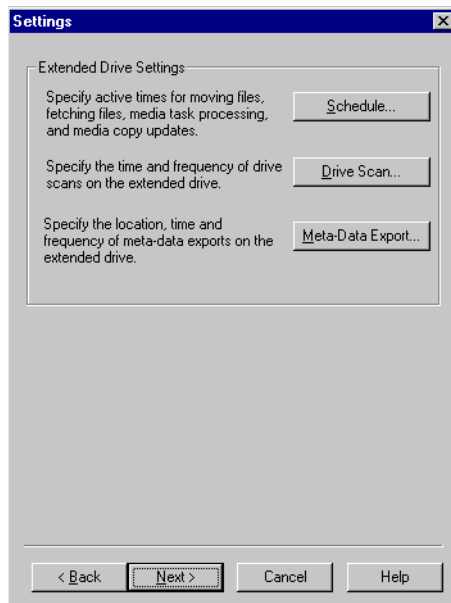 Settings
Extended Drive Settings
Specify active times for moving files,
fetching files, media task processing,
and media copy updates.
Schedule...
Specify the time and frequency of drive
scans on the extended drive.
Drive Scan...
Specify the location, time and
frequency of meta-data exports on the
extended drive.
Meta-Data Export...
< Back
Next >
Cancel
Help